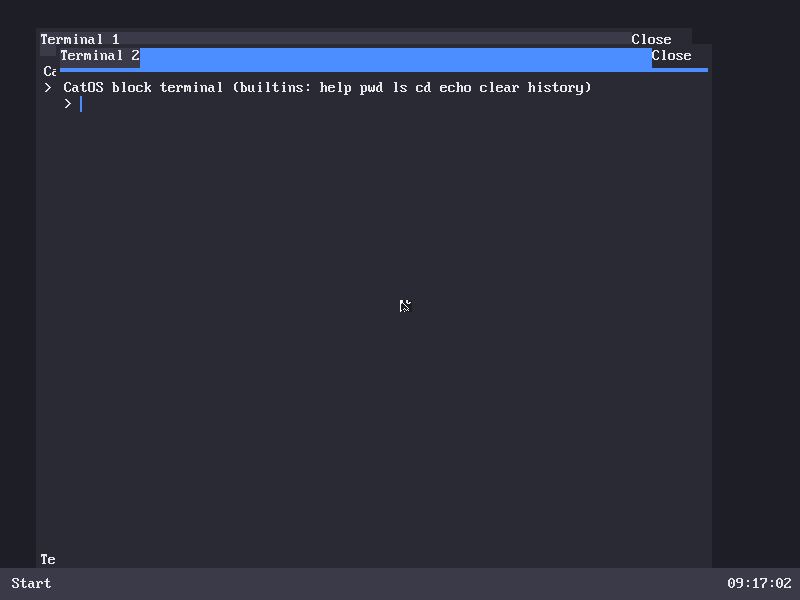 Terminal 1 Close
Terminal 2 Close
Ca
> CatOS block terminal (builtins: help pwd ls cd echo clear history)
>
Te
Start 09:17:02